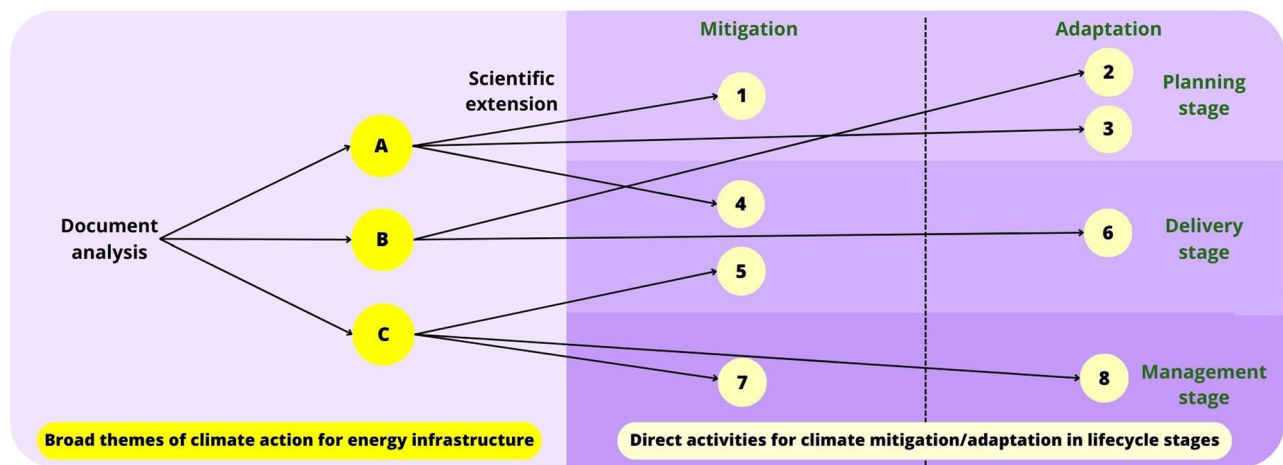 Mitigation
Adaptation
Scientific
extension
1
2
Planning
stage
3
A
4
Document
analysis
B
6
Delivery
stage
5
C
7
8
Management
stage
Broad themes of climate action for energy infrastructure
Direct activities for climate mitigation/adaptation in lifecycle stages